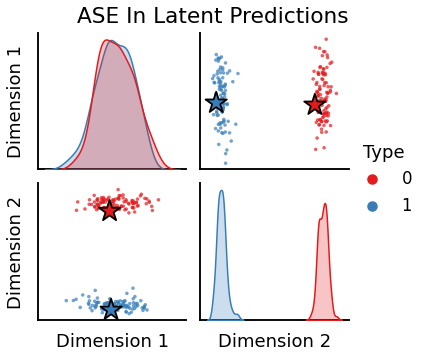 ASE In Latent Predictions
Dimension 1
Dimension 2
Type
0
1
Dimension 1
Dimension 2